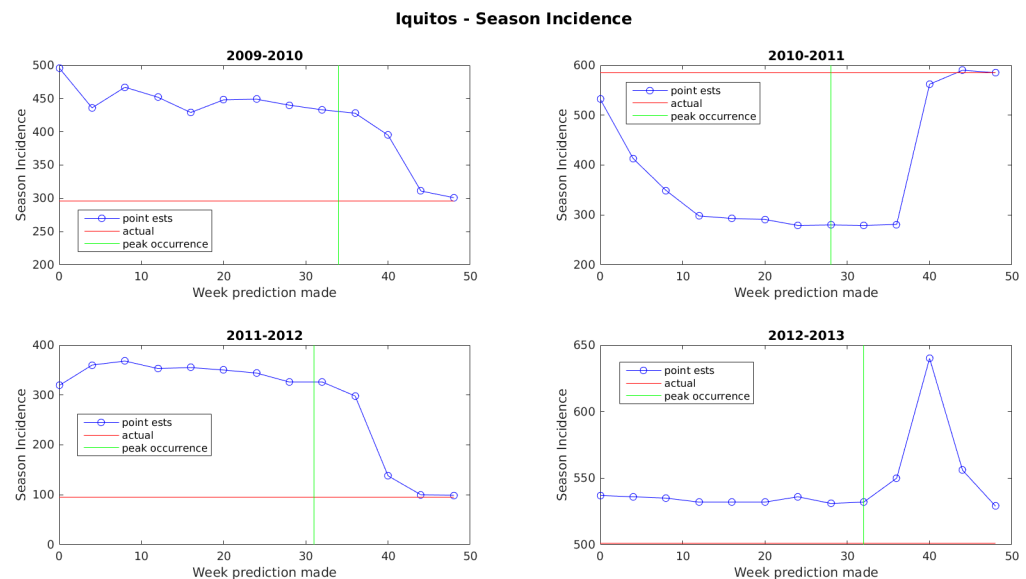 Iquitos - Season Incidence
2009-2010
500
450
400
350
300
250
200
Season Incidence
point ests
actual
peak occurrence
0 10 20 30 40 50
Week prediction made
2010-2011
600
500
400
300
200
Season Incidence
point ests
actual
peak occurrence
0 10 20 30 40 50
Week prediction made
2011-2012
400
300
200
100
0
Season Incidence
point ests
actual
peak occurrence
0 10 20 30 40 50
Week prediction made
2012-2013
650
600
550
500
Season Incidence
point ests
actual
peak occurrence
0 10 20 30 40 50
Week prediction made